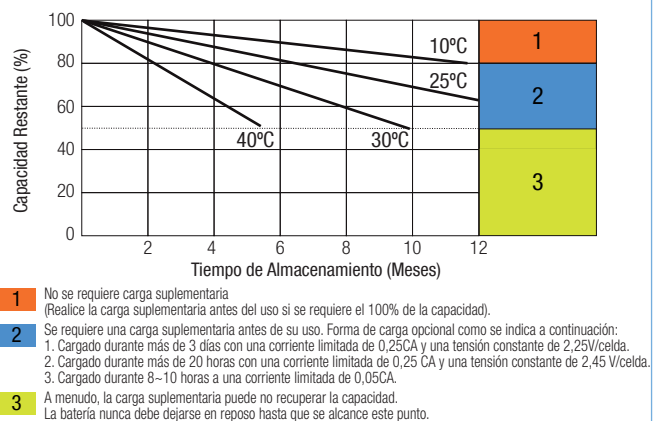 Capacidad Restante (%)
100
80
60
40
20
0
10ºC
25ºC
40ºC
30ºC
1
2
3
2
4
6
8
10
12
Tiempo de Almacenamiento (Meses)
1
No se requiere carga suplementaria
(Realice la carga suplementaria antes del uso si se requiere el 100% de la capacidad).
2
Se requiere una carga suplementaria antes de su uso. Forma de carga opcional como se indica a continuación:
1. Cargado durante más de 3 días con una corriente limitada de 0,25CA y una tensión constante de 2,25V/celda.
2. Cargado durante más de 20 horas con una corriente limitada de 0,25 CA y una tensión constante de 2,45 V/celda.
3. Cargado durante 8~10 horas a una corriente limitada de 0,05CA.
3
A menudo, la carga suplementaria puede no recuperar la capacidad.
La batería nunca debe dejarse en reposo hasta que se alcance este punto.